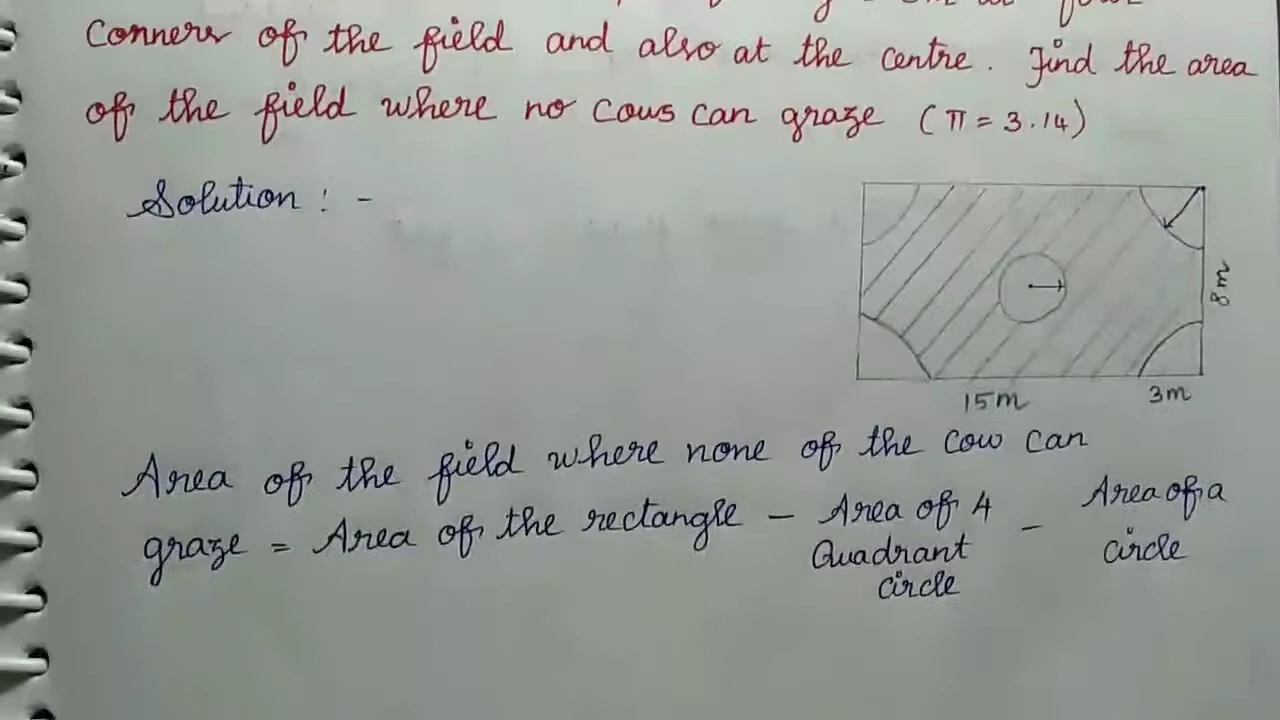 Conners of the field and also at the centre. Find the area
of the field where no cows can graze (π = 3.14)
Solution : -
8m
15m
3m
Area of the field where none of the cow can
graze = Area of the rectangle - Area of 4 Quadrant circle - Area of a circle